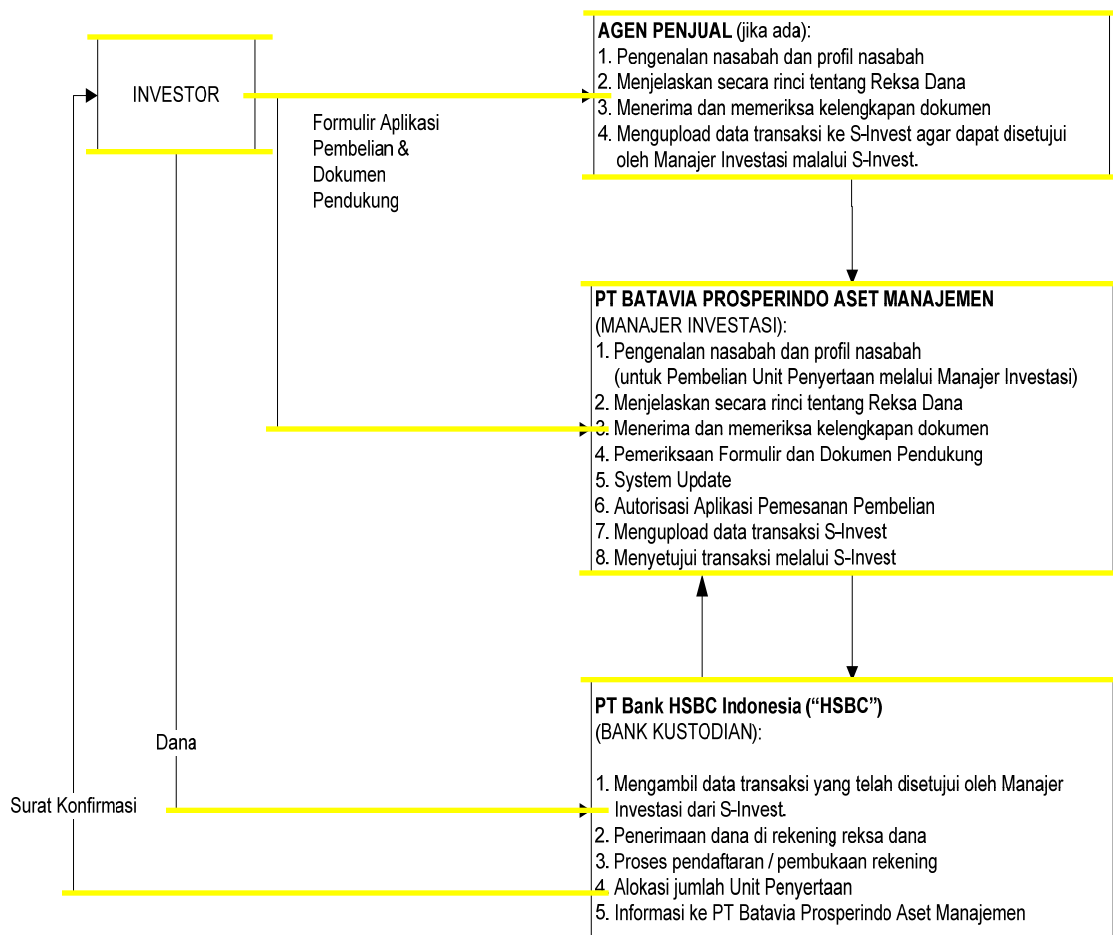 INVESTOR
Formulir Aplikasi
Pembelian &
Dokumen
Pendukung
AGEN PENJUAL (jika ada):
1. Pengenalan nasabah dan profil nasabah
2. Menjelaskan secara rinci tentang Reksa Dana
3. Menerima dan memeriksa kelengkapan dokumen
4. Mengupload data transaksi ke S-Invest agar dapat disetujui
oleh Manajer Investasi malalui S-Invest.
PT BATAVIA PROSPERINDO ASET MANAJEMEN
(MANAJER INVESTASI):
1. Pengenalan nasabah dan profil nasabah
(untuk Pembelian Unit Penyertaan melalui Manajer Investasi)
2. Menjelaskan secara rinci tentang Reksa Dana
3. Menerima dan memeriksa kelengkapan dokumen
4. Pemeriksaan Formulir dan Dokumen Pendukung
5. System Update
6. Autorisasi Aplikasi Pemesanan Pembelian
7. Mengupload data transaksi S-Invest
8. Menyetujui transaksi melalui S-Invest
Dana
Surat Konfirmasi
PT Bank HSBC Indonesia (“HSBC”)
(BANK KUSTODIAN):
1. Mengambil data transaksi yang telah disetujui oleh Manajer
Investasi dari S-Invest.
2. Penerimaan dana di rekening reksa dana
3. Proses pendaftaran / pembukaan rekening
4. Alokasi jumlah Unit Penyertaan
5. Informasi ke PT Batavia Prosperindo Aset Manajemen